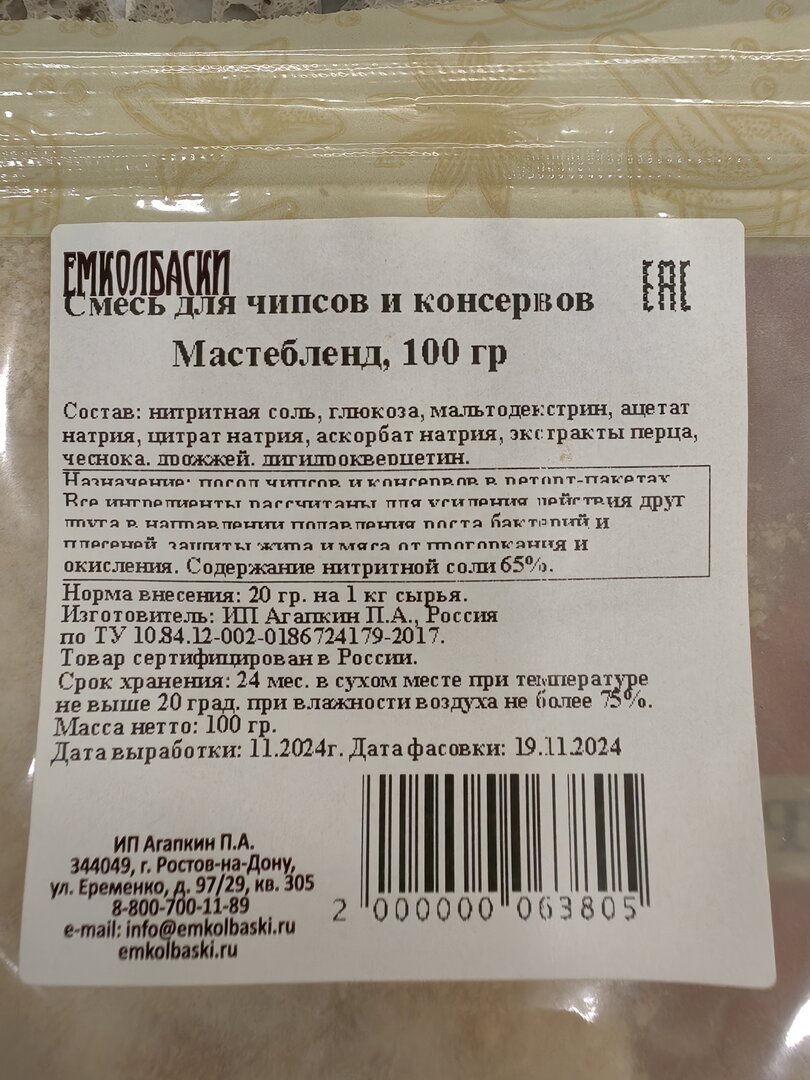 ЕМКОЛБАСКИ
EAC
Смесь для чипсов и консервов
Мастебленд, 100 гр
Состав: нитритная соль, глюкоза, мальтодекстрин, ацетат
натрия, цитрат натрия, аскорбат натрия, экстракты перца,
чеснока, дрожжей, дигидрокверцетин.
Назначение: посол чипсов и консервов в реторт-пакетах
Все ингредиенты рассчитаны для усиления действия друг
друга в направлении подавления роста бактерий и
плесеней, защиты жира и мяса от прогоркания и
окисления. Содержание нитритной соли 65%.
Норма внесения: 20 гр. на 1 кг сырья.
Изготовитель: ИП Агапкин П.А., Россия
по ТУ 10.84.12-002-0186724179-2017.
Товар сертифицирован в России.
Срок хранения: 24 мес. в сухом месте при температуре
не выше 20 град. при влажности воздуха не более 75%.
Масса нетто: 100 гр.
Дата выработки: 11.2024г. Дата фасовки: 19.11.2024
ИП Агапкин П.А.
344049, г. Ростов-на-Дону,
ул. Еременко, д. 97/29, кв. 305
8-800-700-11-89
e-mail: info@emkolbaski.ru
emkolbaski.ru
2 000000 063805